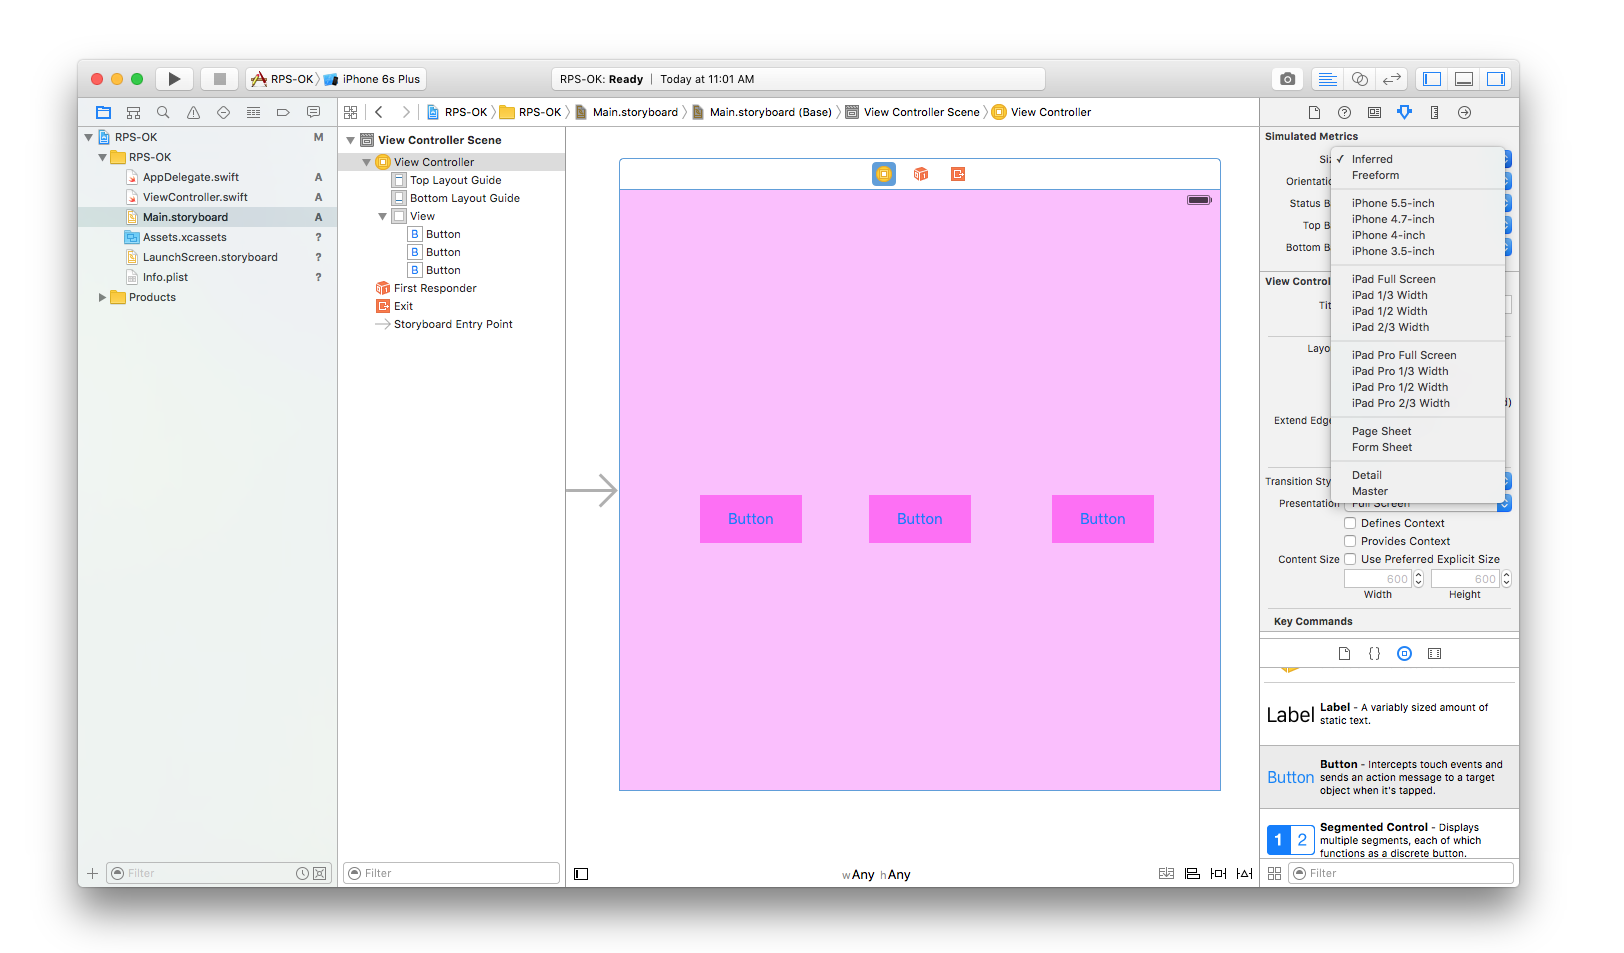 RPS-OK iPhone 6s Plus
RPS-OK: Ready | Today at 11:01 AM
RPS-OK RPS-OK Main.storyboard Main.storyboard (Base) View Controller Scene View Controller
RPS-OK M
RPS-OK
AppDelegate.swift A
ViewController.swift A
Main.storyboard A
Assets.xcassets ?
LaunchScreen.storyboard ?
Info.plist ?
Products
Filter
View Controller Scene
View Controller
Top Layout Guide
Bottom Layout Guide
View
B Button
B Button
B Button
First Responder
Exit
Storyboard Entry Point
Filter
Button Button Button
wAny hAny
Simulated Metrics
Siz
Orientatio
Status B
Top B
Bottom B
View Control
Tit
Layo
Extend Edge
Transition Sty
Presentation Full Screen
Inferred
Freeform
iPhone 5.5-inch
iPhone 4.7-inch
iPhone 4-inch
iPhone 3.5-inch
iPad Full Screen
iPad 1/3 Width
iPad 1/2 Width
iPad 2/3 Width
iPad Pro Full Screen
iPad Pro 1/3 Width
iPad Pro 1/2 Width
iPad Pro 2/3 Width
Page Sheet
Form Sheet
Detail
Master
Defines Context
Provides Context
Content Size Use Preferred Explicit Size
600 600
Width Height
Key Commands
{}
Label Label - A variably sized amount of
static text.
Button Button - Intercepts touch events and
sends an action message to a target
object when it's tapped.
1 2 Segmented Control - Displays
multiple segments, each of which
functions as a discrete button.
Filter